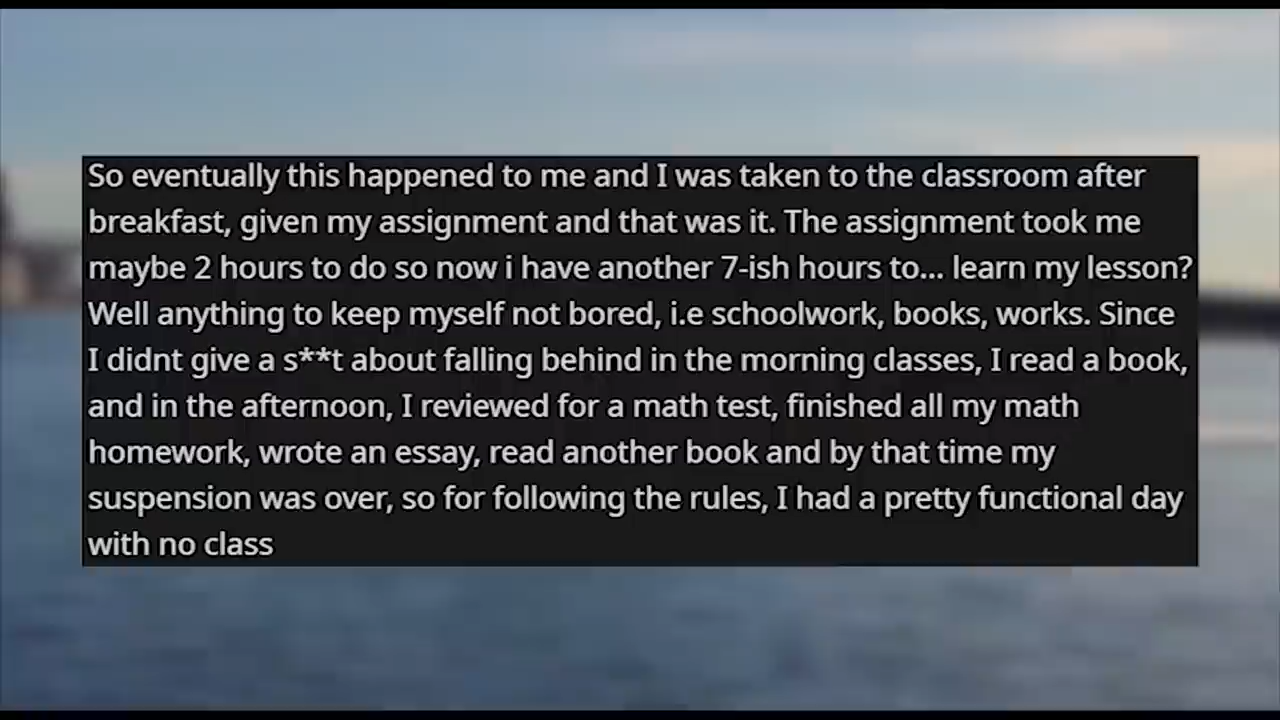 So eventually this happened to me and I was taken to the classroom after
breakfast, given my assignment and that was it. The assignment took me
maybe 2 hours to do so now i have another 7-ish hours to... learn my lesson?
Well anything to keep myself not bored, i.e schoolwork, books, works. Since
I didnt give a s**t about falling behind in the morning classes, I read a book,
and in the afternoon, I reviewed for a math test, finished all my math
homework, wrote an essay, read another book and by that time my
suspension was over, so for following the rules, I had a pretty functional day
with no class